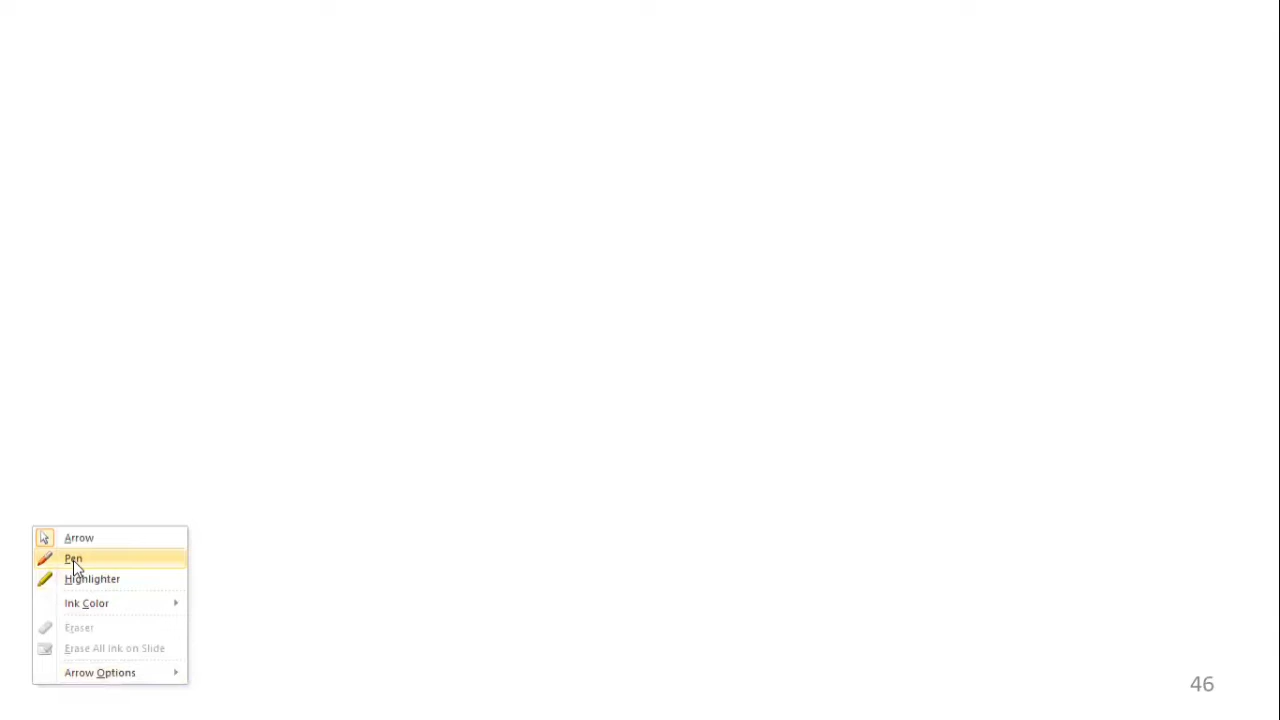 Arrow
Pen
Highlighter
Ink Color
Eraser
Erase All Ink on Slide
Arrow Options
46